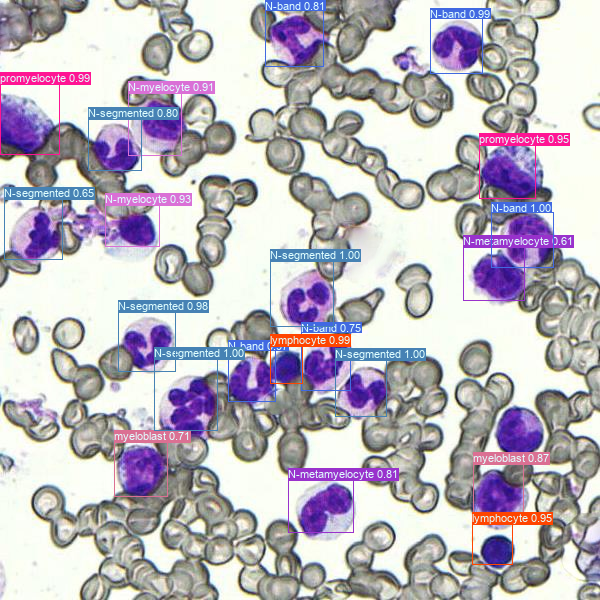 N-band 0.81
N-band 0.99
promyelocyte 0.99
N-myelocyte 0.91
N-segmented 0.80
promyelocyte 0.95
N-segmented 0.65
N-myelocyte 0.93
N-band 1.00
N-metamyelocyte 0.61
N-segmented 1.00
N-segmented 0.98
N-band 0.75
N-band
lymphocyte 0.99
N-segmented 1.00
N-segmented 1.00
myeloblast 0.71
myeloblast 0.87
N-metamyelocyte 0.81
lymphocyte 0.95